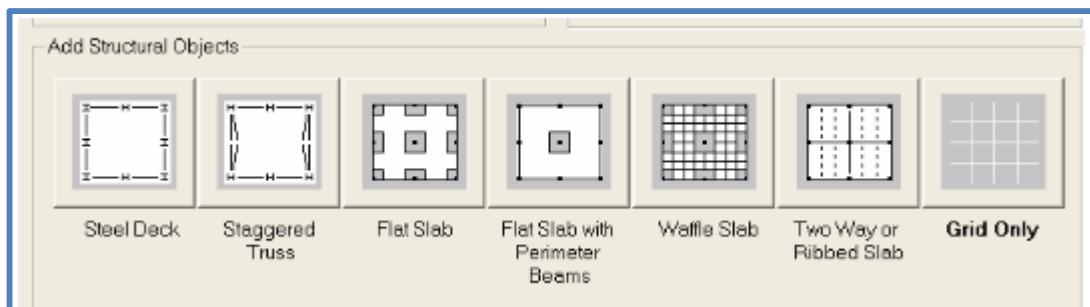 Add Structural Objects
Steel Deck
Staggered
Truss
Flat Slab
Flat Slab with
Perimeter
Beams
Waffle Slab
Two Way or
Ribbed Slab
Grid Only